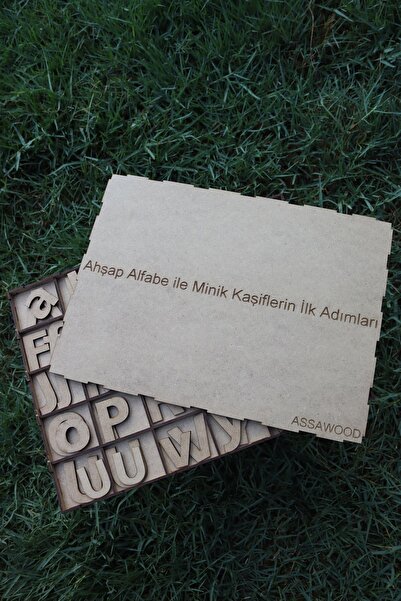 Ahşap Alfabe ile Minik Kaşiflerin İlk Adımları
ASSAWOOD
a
F
J
O P
U U W y